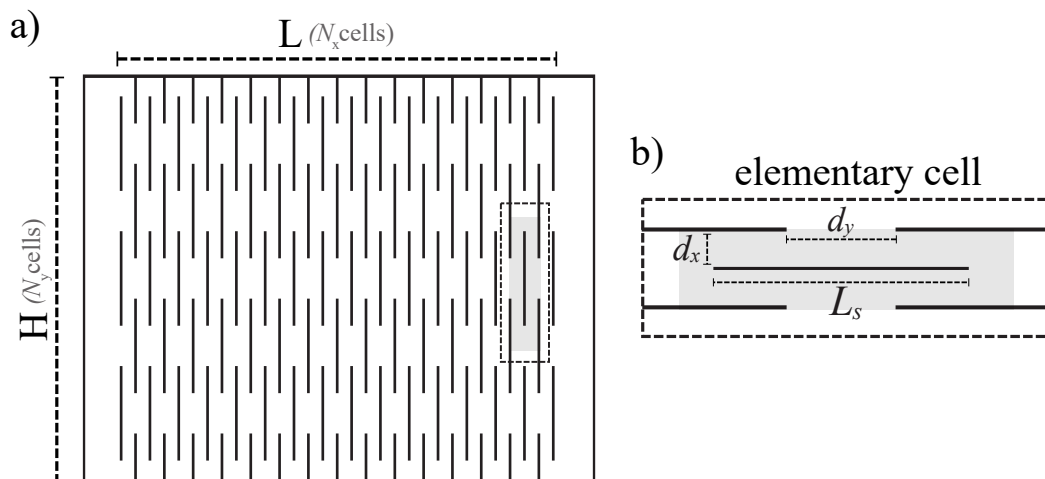 a)
L (Nx cells)
H (Ny cells)
b)
elementary cell
dy
dx
Ls